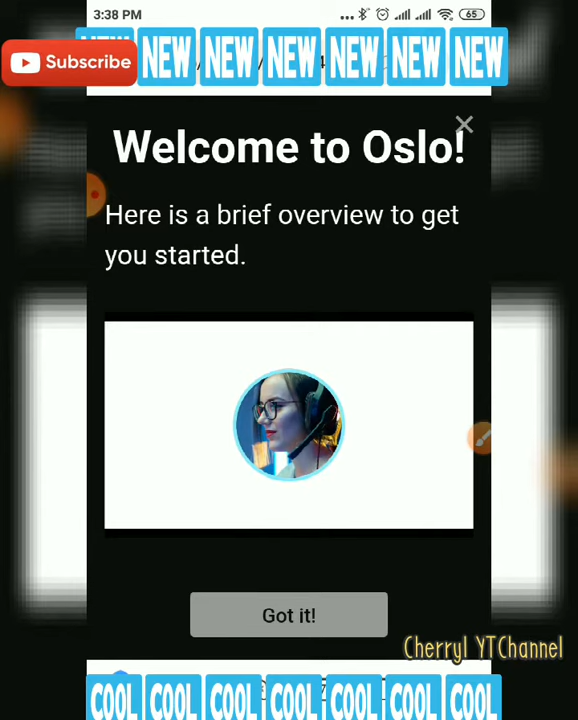 3:38 PM
65
NEW NEW NEW NEW NEW NEW
Subscribe
Welcome to Oslo!
Here is a brief overview to get
you started.
Got it!
Cherryl YTChannel
COOL COOL COOL COOL COOL COOL COOL